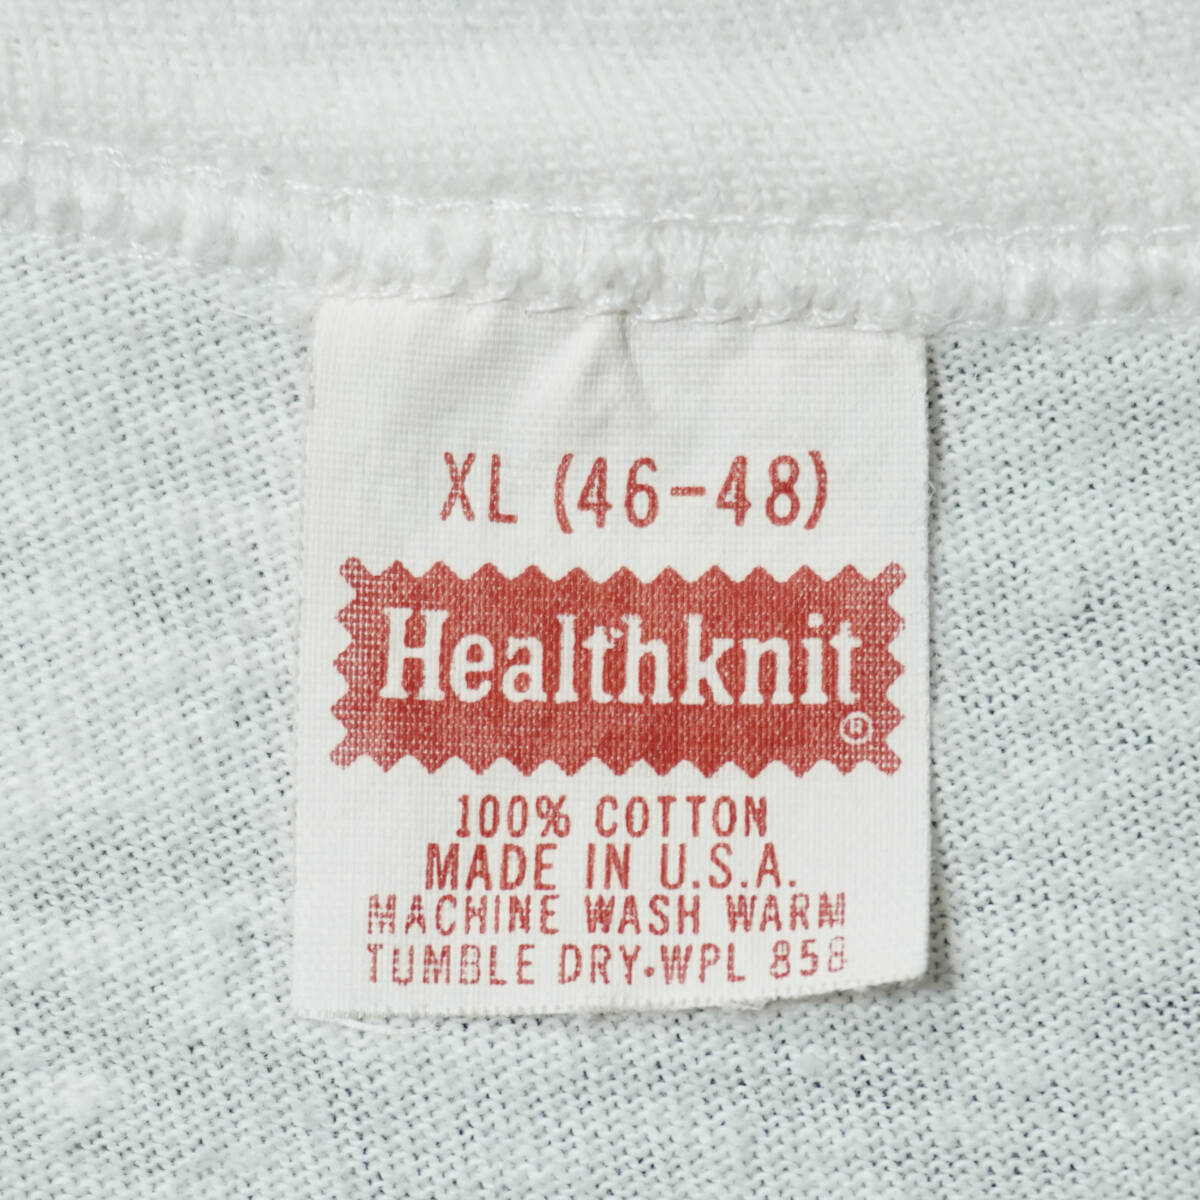 XL (46-48)
Healthknit®
100% COTTON
MADE IN U.S.A.
MACHINE WASH WARM
TUMBLE DRY·WPL 858